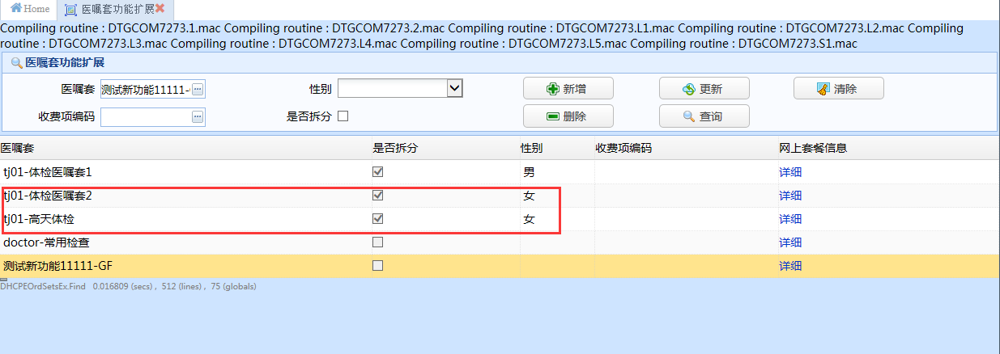 Home 医嘱套功能扩展
Compiling routine : DTGCOM7273.1.mac Compiling routine : DTGCOM7273.2.mac Compiling routine : DTGCOM7273.L1.mac Compiling routine : DTGCOM7273.L2.mac Compiling
routine : DTGCOM7273.L3.mac Compiling routine : DTGCOM7273.L4.mac Compiling routine : DTGCOM7273.L5.mac Compiling routine : DTGCOM7273.S1.mac
医嘱套功能扩展
医嘱套 测试新功能11111- 性别 新增 更新 清除
收费项编码 是否拆分 删除 查询
医嘱套 是否拆分 性别 收费项编码 网上套餐信息
tj01-体检医嘱套1 男 详细
tj01-体检医嘱套2 女 详细
tj01-高天体检 女 详细
doctor-常用检查 详细
测试新功能11111-GF 详细
DHCPEOrdSetsEx.Find 0.016809 (secs) , 512 (lines) , 75 (globals)